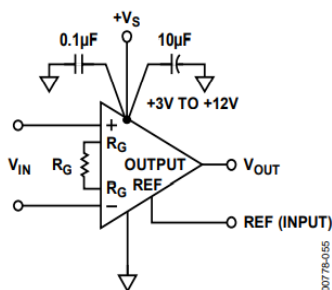 +VS
0.1µF
10µF
+3V TO +12V
+
RG
VIN
RG
OUTPUT
VOUT
REF
RG
−
REF (INPUT)
00778-055